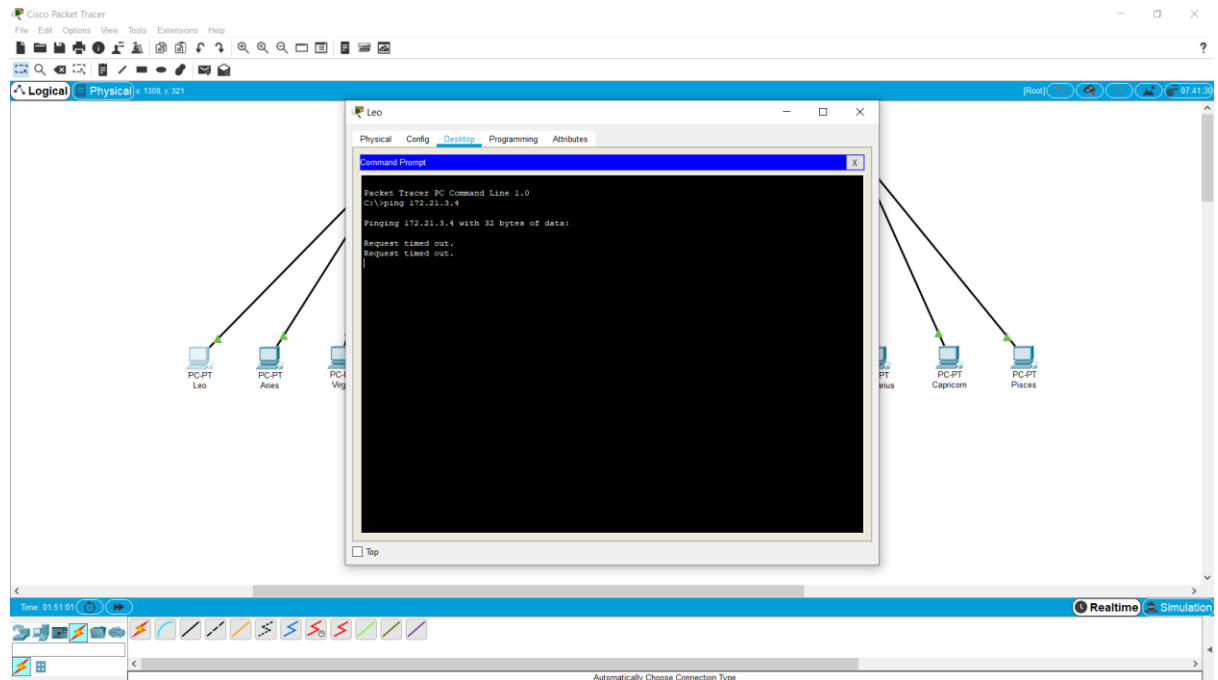 Cisco Packet Tracer
File Edit Options View Tools Extensions Help
?
Logical Physical x: 1308, y: 321
[Root] 07:41:30
Leo
Physical Config Desktop Programming Attributes
Command Prompt X
Packet Tracer PC Command Line 1.0
C:\>ping 172.21.3.4
Pinging 172.21.3.4 with 32 bytes of data:
Request timed out.
Request timed out.
PC-PT
Leo
PC-PT
Aries
PC-P
Virg
PT
arius
PC-PT
Capricorn
PC-PT
Pisces
Top
Time: 01:51:01
Realtime Simulation
Automatically Choose Connection Type